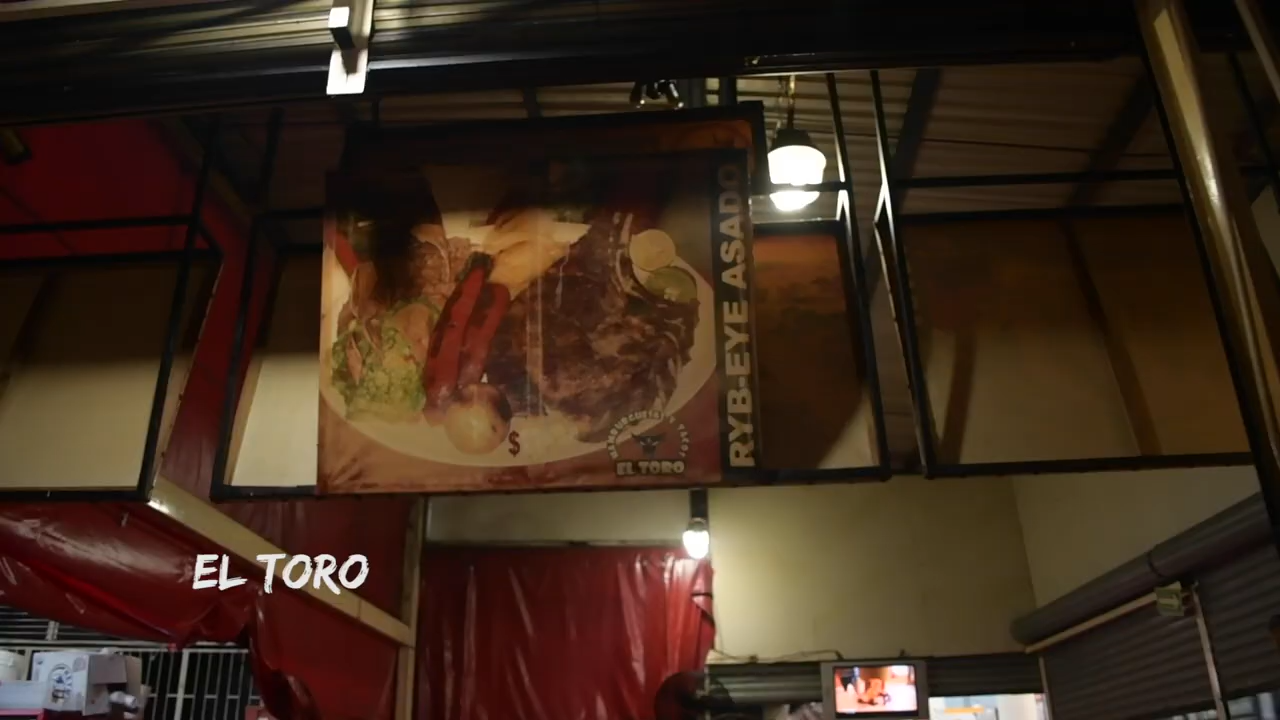 RYB-EYE ASADO
$
HAMBURGUESAS Y TACOS
EL TORO
EL TORO